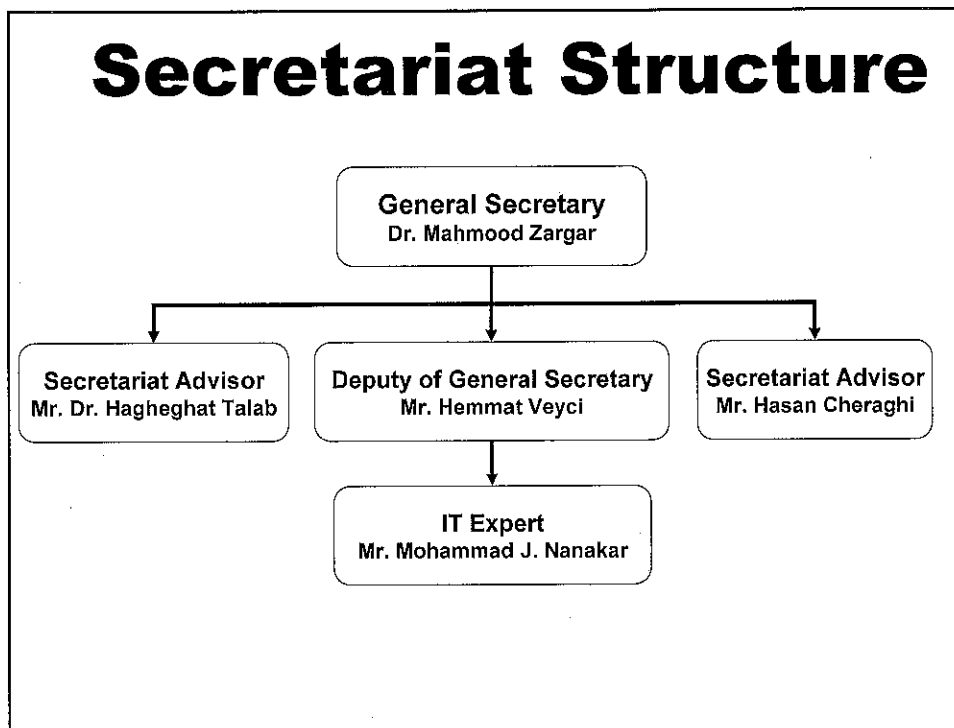 Secretariat Structure
General Secretary
Dr. Mahmood Zargar
Secretariat Advisor
Mr. Dr. Hagheghat Talab
Deputy of General Secretary
Mr. Hemmat Veyci
Secretariat Advisor
Mr. Hasan Cheraghi
IT Expert
Mr. Mohammad J. Nanakar